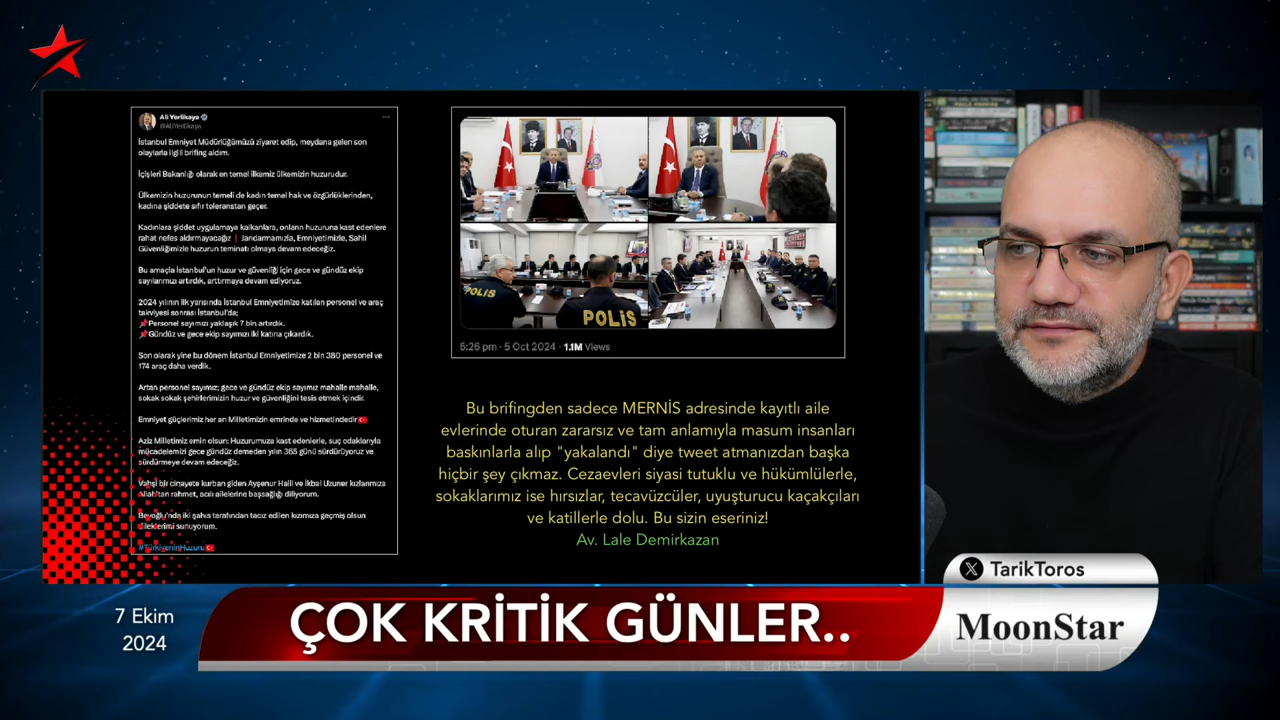 Ali Yerlikaya
@AliYerlikaya
İstanbul Emniyet Müdürlüğümüzü ziyaret edip, meydana gelen son
olaylarla ilgili brifing aldım.
İçişleri Bakanlığı olarak en temel ilkemiz ülkemizin huzurudur.
Ülkemizin huzurunun temeli de kadın temel hak ve özgürlüklerinden,
kadına şiddete sıfır toleranstan geçer.
Kadınlara şiddet uygulamaya kalkanlara, onların huzuruna kast edenlere
rahat nefes aldırmayacağız❗Jandarmamızla, Emniyetimizle, Sahil
Güvenliğimizle huzurun teminatı olmaya devam edeceğiz.
Bu amaçla İstanbul'un huzur ve güvenliği için gece ve gündüz ekip
sayılarımızı artırdık, arttırmaya devam ediyoruz.
2024 yılının ilk yarısında İstanbul Emniyetimize katılan personel ve araç
takviyesi sonrası İstanbul'da;
📌Personel sayımızı yaklaşık 7 bin artırdık.
📌Gündüz ve gece ekip sayımızı iki katına çıkardık.
Son olarak yine bu dönem İstanbul Emniyetimize 2 bin 380 personel ve
174 araç daha verdik.
Artan personel sayımız; gece ve gündüz ekip sayımız mahalle mahalle,
sokak sokak şehirlerimizin huzur ve güvenliğini tesis etmek içindir.
Emniyet güçlerimiz her an Milletimizin emrinde ve hizmetindedir🇹🇷
Aziz Milletimiz emin olsun: Huzurumuza kast edenlerle, suç odaklarıyla
mücadelemizi gece gündüz demeden yılın 365 günü sürdürüyoruz ve
sürdürmeye devam edeceğiz.
Vahşi bir cinayete kurban giden Ayşenur Halil ve İkbal Uzuner kızlarımıza
Allah'tan rahmet, acılı ailelerine başsağlığı diliyorum.
Beyoğlu'nda iki şahıs tarafından taciz edilen kızımıza geçmiş olsun
dileklerimi sunuyorum.
#TürkiyeninHuzuru🇹🇷
POLIS
POLİS
5:26 pm · 5 Oct 2024 · 1.1M Views
Bu brifingden sadece MERNİS adresinde kayıtlı aile
evlerinde oturan zararsız ve tam anlamıyla masum insanları
baskınlarla alıp "yakalandı" diye tweet atmanızdan başka
hiçbir şey çıkmaz. Cezaevleri siyasi tutuklu ve hükümlülerle,
sokaklarımız ise hırsızlar, tecavüzcüler, uyuşturucu kaçakçıları
ve katillerle dolu. Bu sizin eseriniz!
Av. Lale Demirkazan
X TarikToros
7 Ekim
2024
ÇOK KRİTİK GÜNLER..
MoonStar